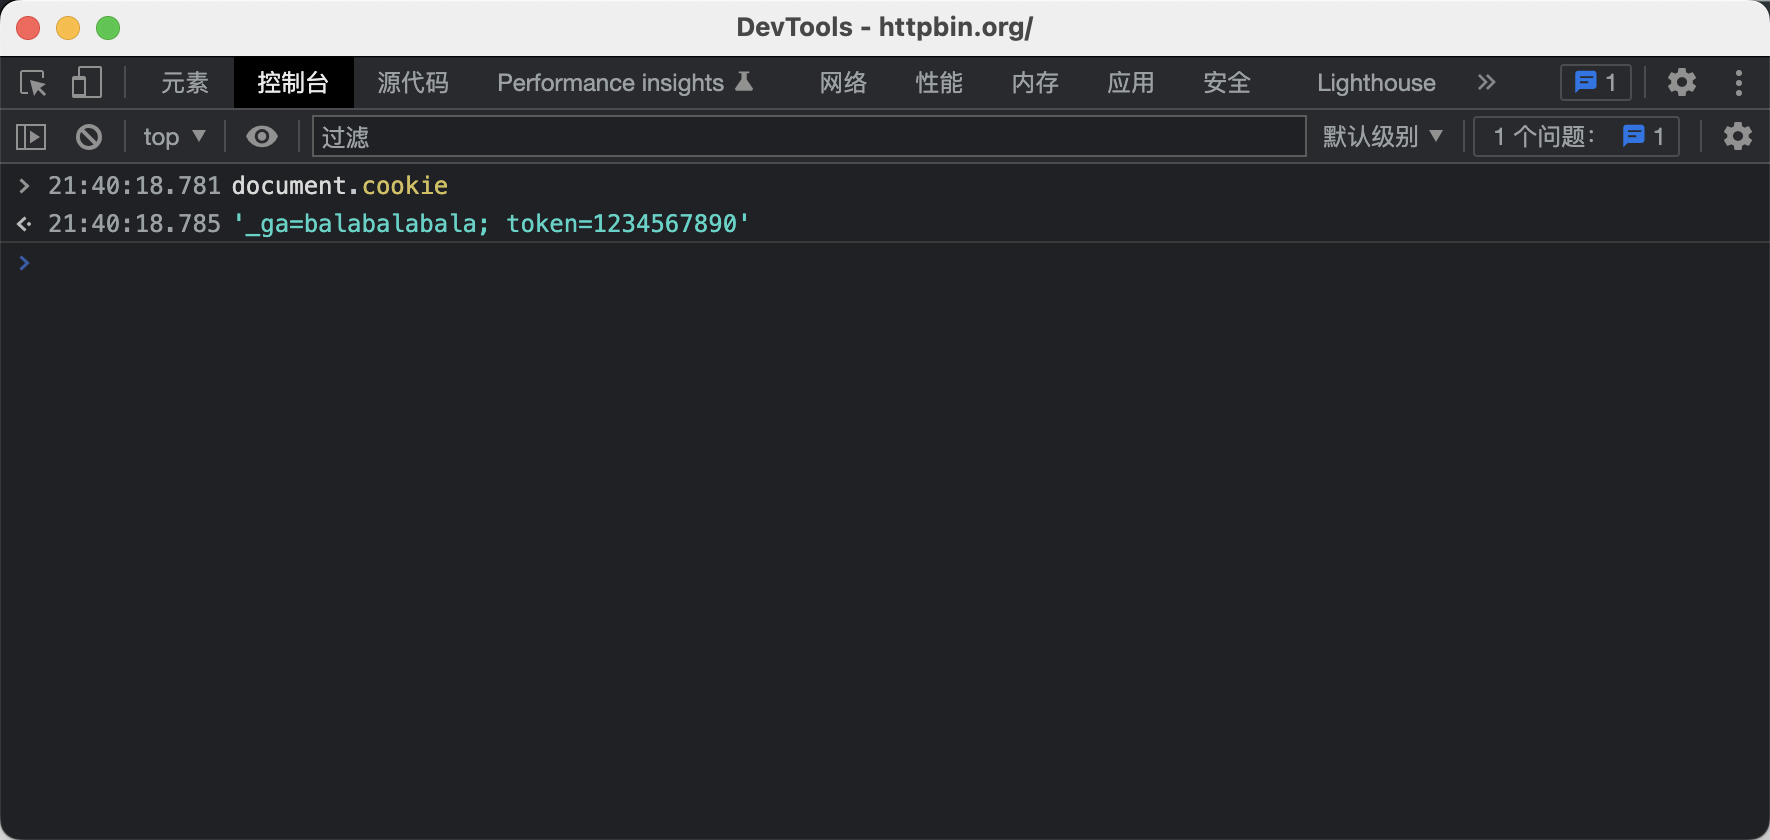 DevTools - httpbin.org/
元素 控制台 源代码 Performance insights 网络 性能 内存 应用 安全 Lighthouse 1
top 过滤 默认级别 1 个问题: 1
21:40:18.781 document.cookie
21:40:18.785 '_ga=balabalabala; token=1234567890'